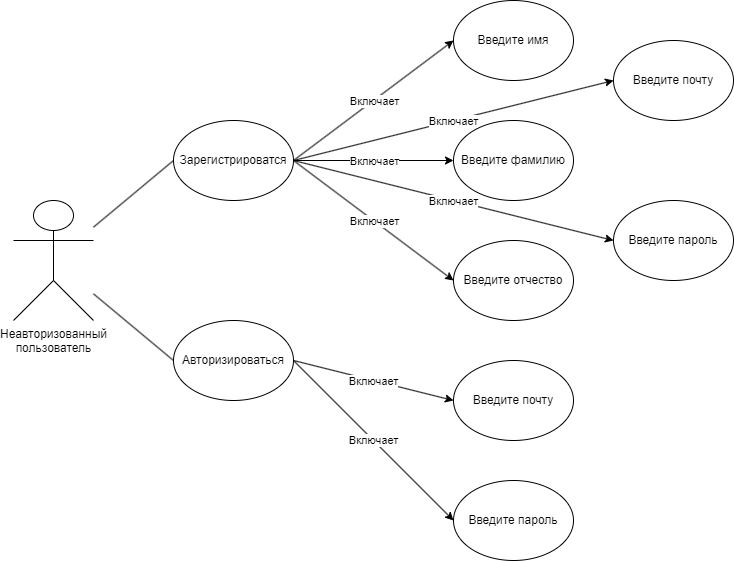 Введите имя
Введите почту
Включает
Включает
Зарегистрироватся
Включает
Введите фамилию
Включает
Включает
Введите пароль
Введите отчество
Неавторизованный
пользователь
Авторизироваться
Включает
Введите почту
Включает
Введите пароль